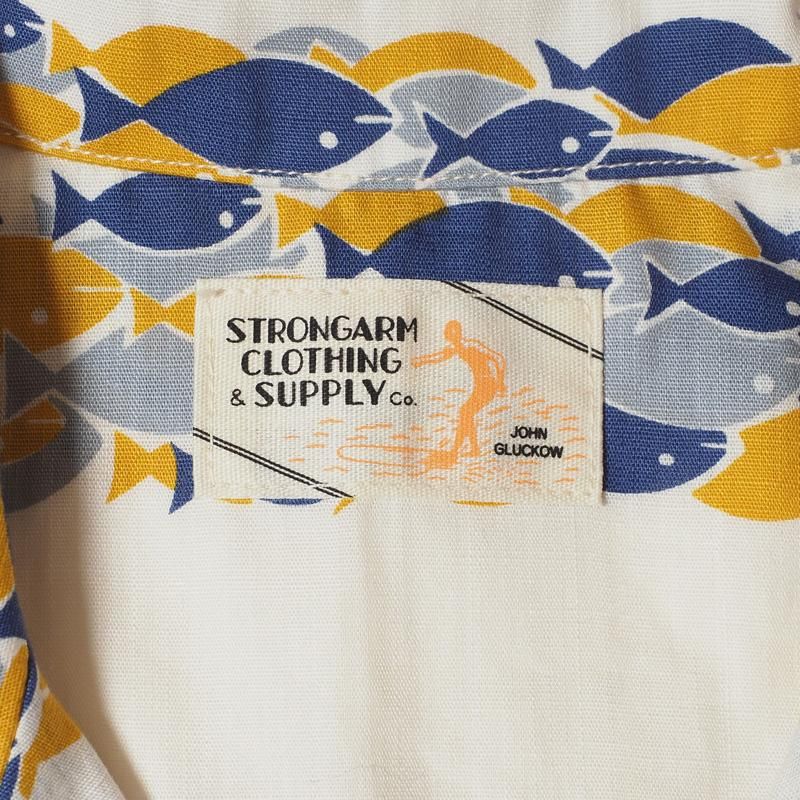 STRONGARM
CLOTHING
& SUPPLY Co.
JOHN
GLUCKOW